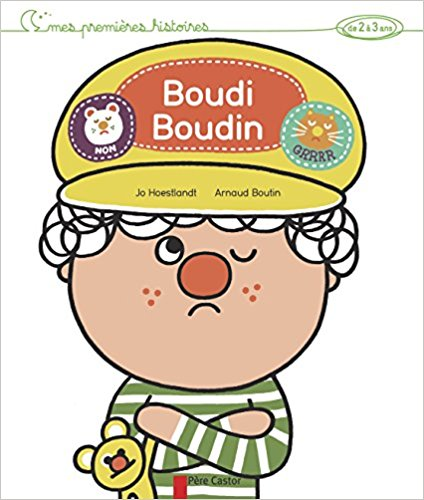 mes premières histoires
de 2 à 3 ans
Boudi
Boudin
NON
GRRRR
Jo Hoestlandt Arnaud Boutin
Père Castor